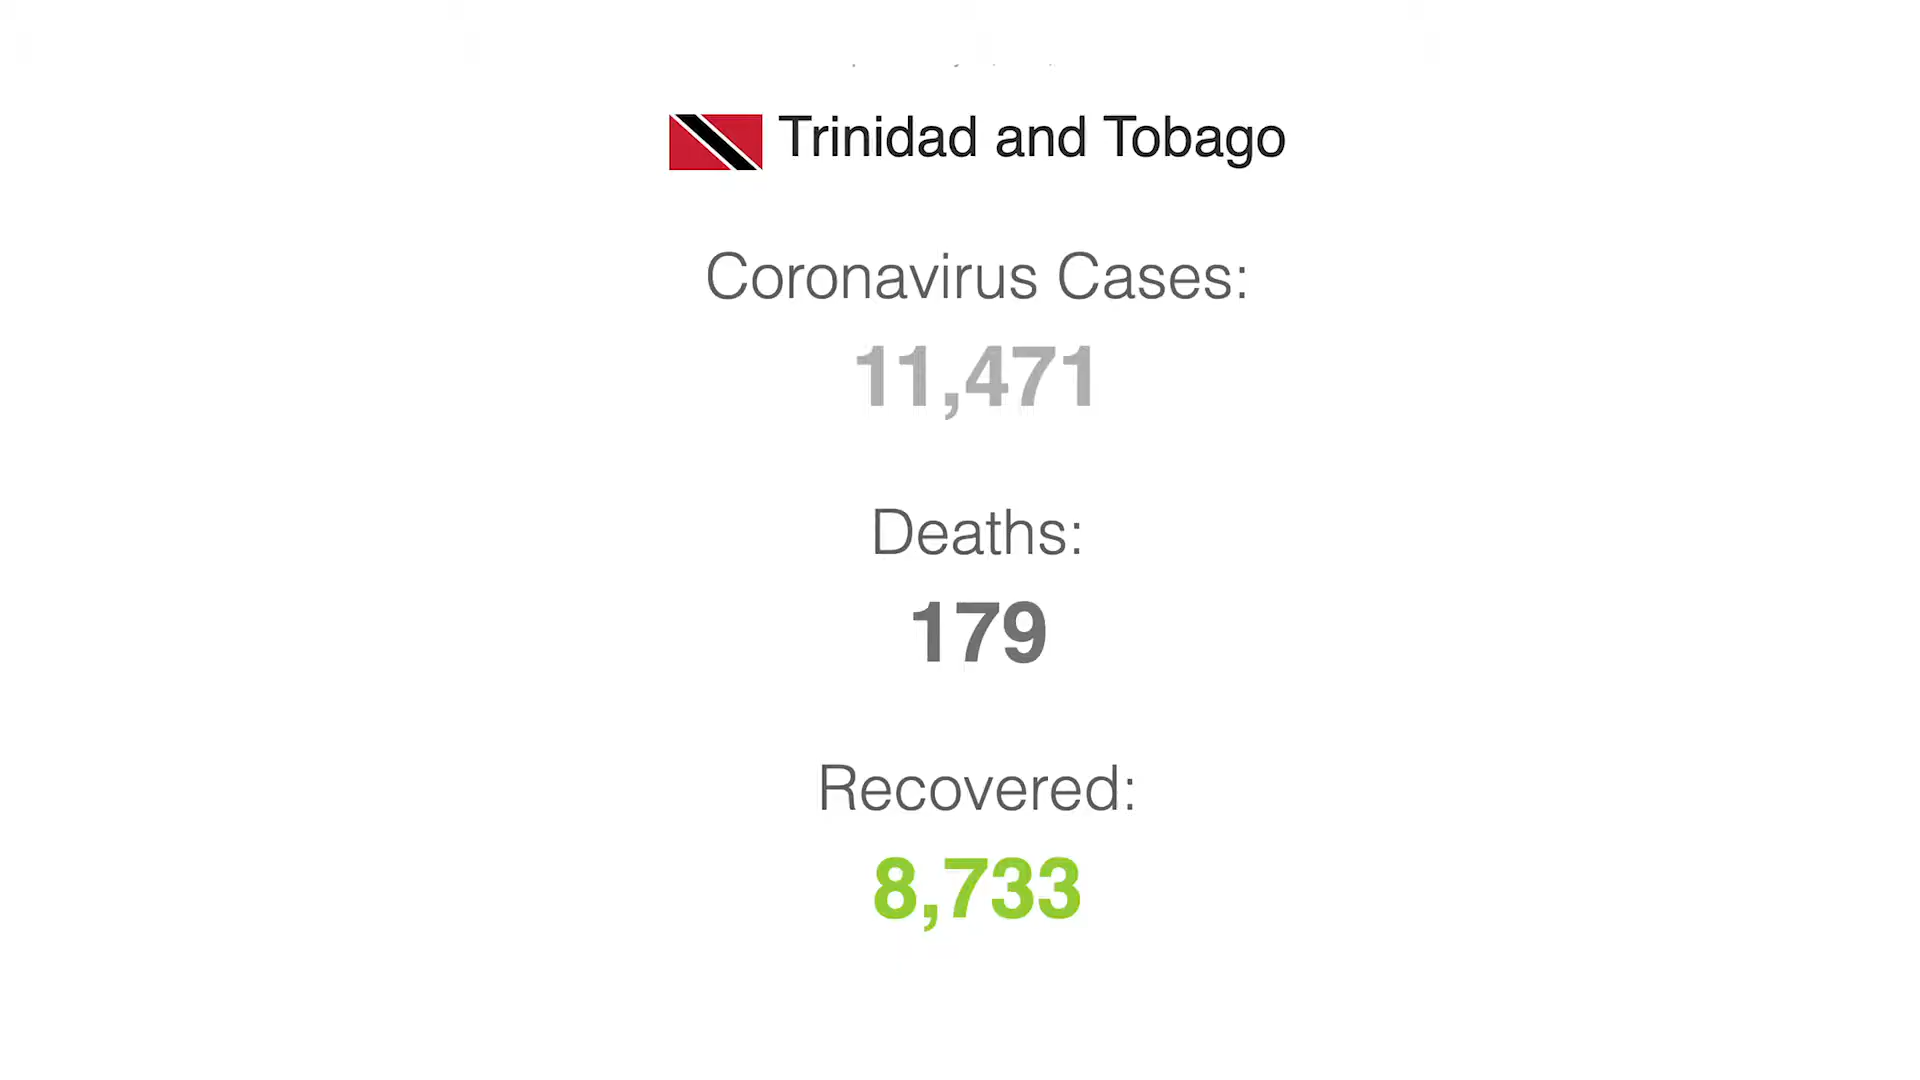 Trinidad and Tobago
Coronavirus Cases:
11,471
Deaths:
179
Recovered:
8,733